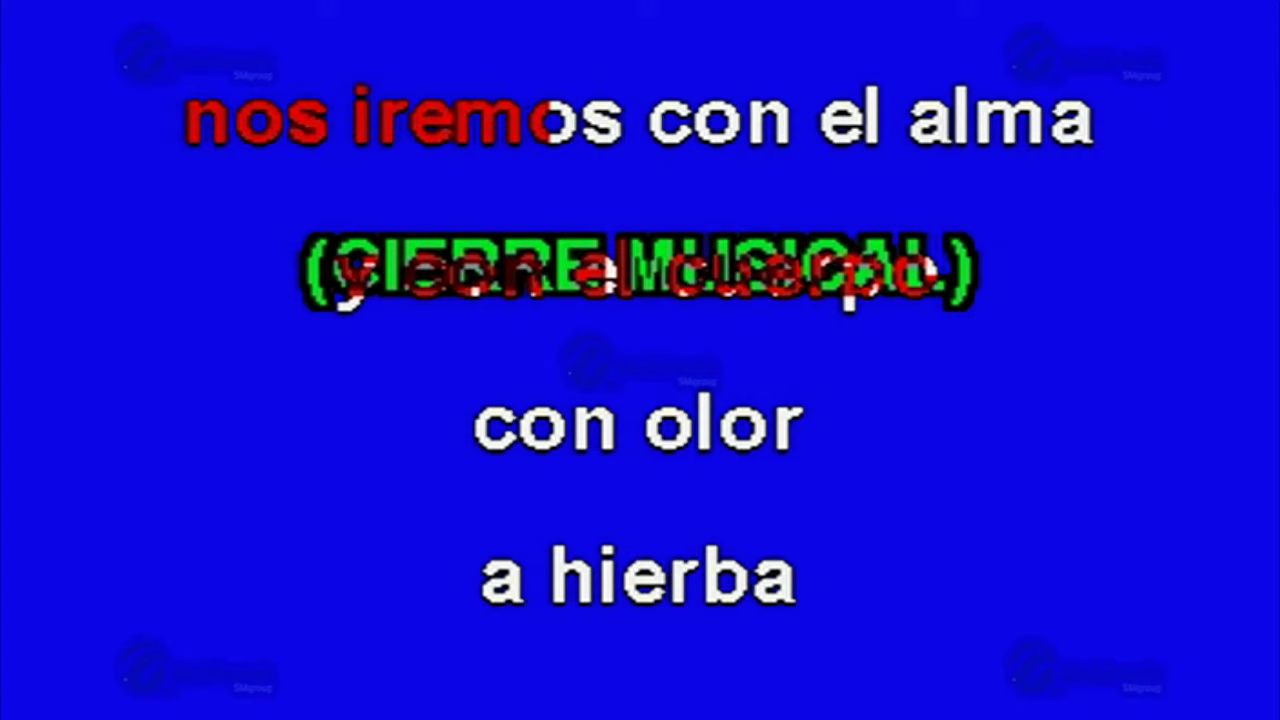 nos iremos con el alma
(CIERRE MUSICAL)
y con el cuerpo
con olor
a hierba